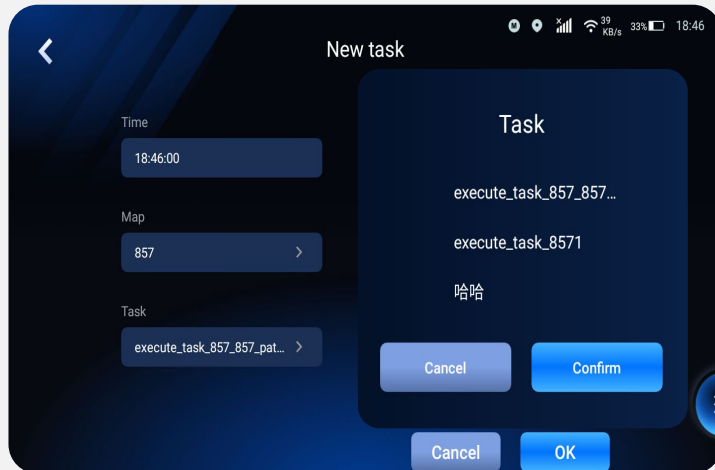 39
KB/s
33%
18:46
New task
Time
18:46:00
Map
857
Task
execute_task_857_857_pat...
Task
execute_task_857_857...
execute_task_8571
哈哈
Cancel
Confirm
Cancel
OK